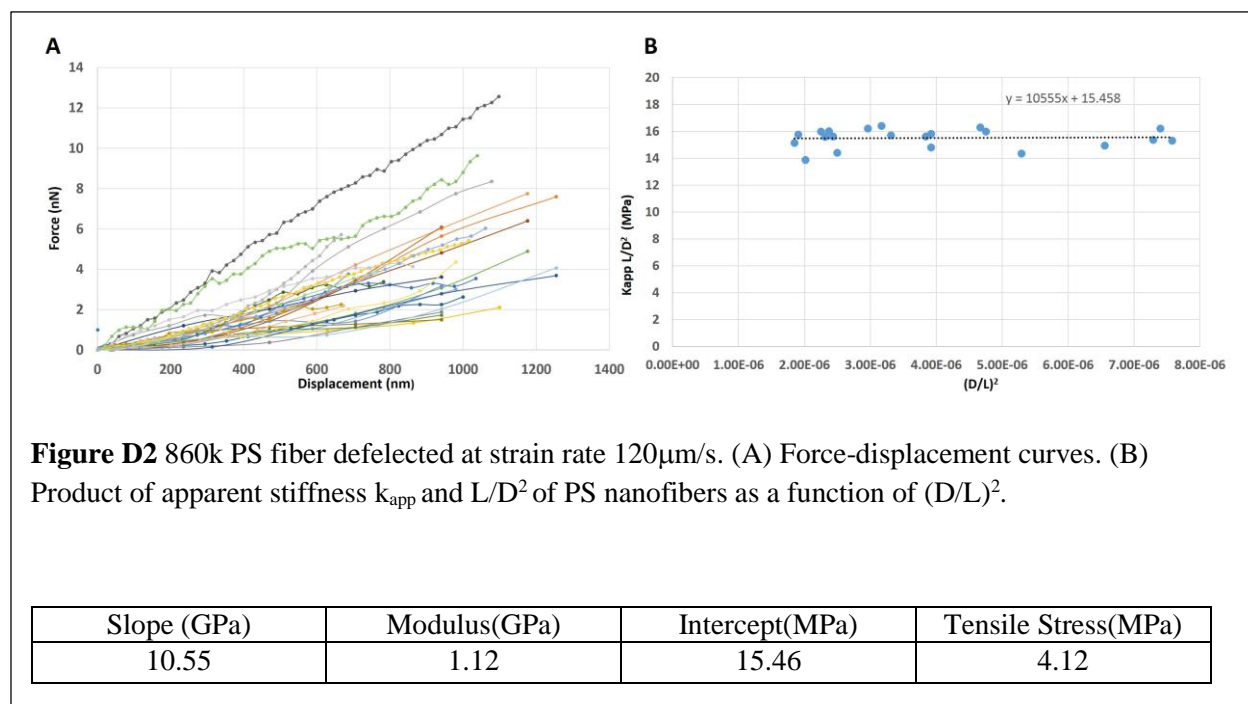 A
14
12
10
8
6
4
2
0
Force (nN)
0 200 400 600 800 1000 1200 1400
Displacement (nm)
B
20
18
16
14
12
10
8
6
4
2
0
Kapp L/D² (MPa)
y = 10555x + 15.458
0.00E+00 1.00E-06 2.00E-06 3.00E-06 4.00E-06 5.00E-06 6.00E-06 7.00E-06 8.00E-06
(D/L)²
Figure D2 860k PS fiber defelected at strain rate 120μm/s. (A) Force-displacement curves. (B)
Product of apparent stiffness kapp and L/D² of PS nanofibers as a function of (D/L)².
Slope (GPa) Modulus(GPa) Intercept(MPa) Tensile Stress(MPa)
10.55 1.12 15.46 4.12